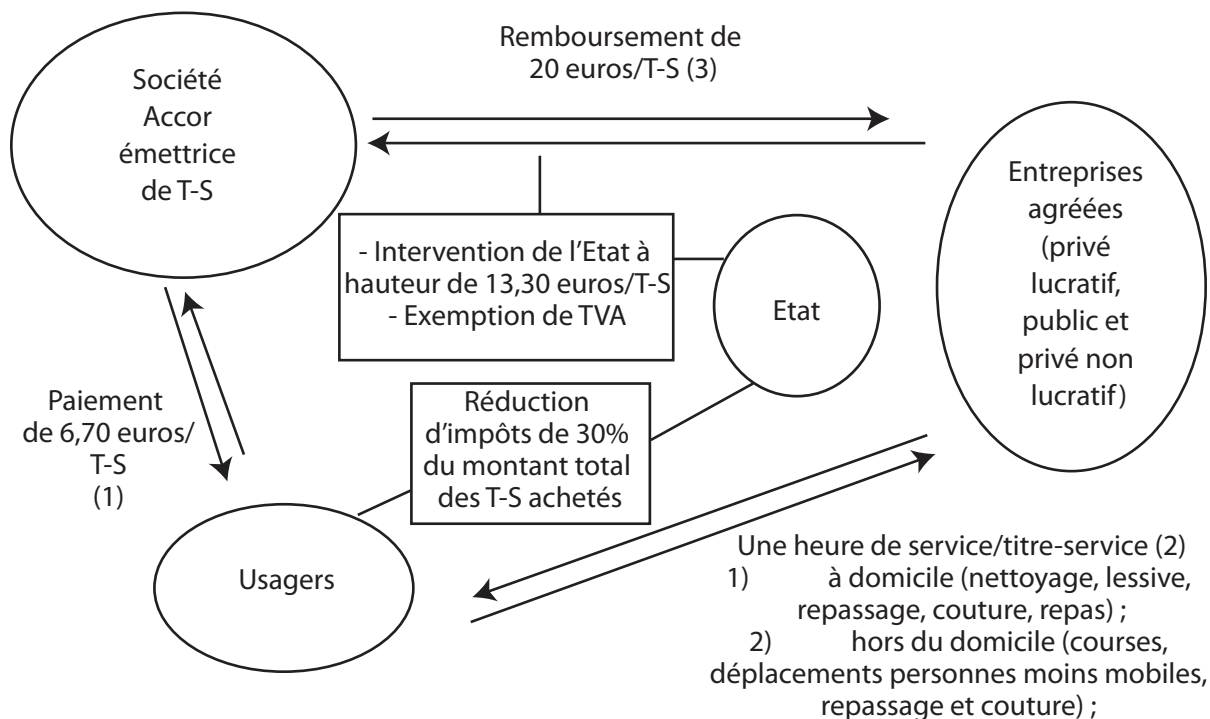 Remboursement de
20 euros/T-S (3)
Société
Accor
émettrice
de T-S
Entreprises
agréées
(privé
lucratif,
public et
privé non
lucratif)
- Intervention de l'Etat à
hauteur de 13,30 euros/T-S
- Exemption de TVA
Etat
Paiement
de 6,70 euros/
T-S
(1)
Réduction
d'impôts de 30%
du montant total
des T-S achetés
Usagers
Une heure de service/titre-service (2)
1) à domicile (nettoyage, lessive,
repassage, couture, repas) ;
2) hors du domicile (courses,
déplacements personnes moins mobiles,
repassage et couture) ;